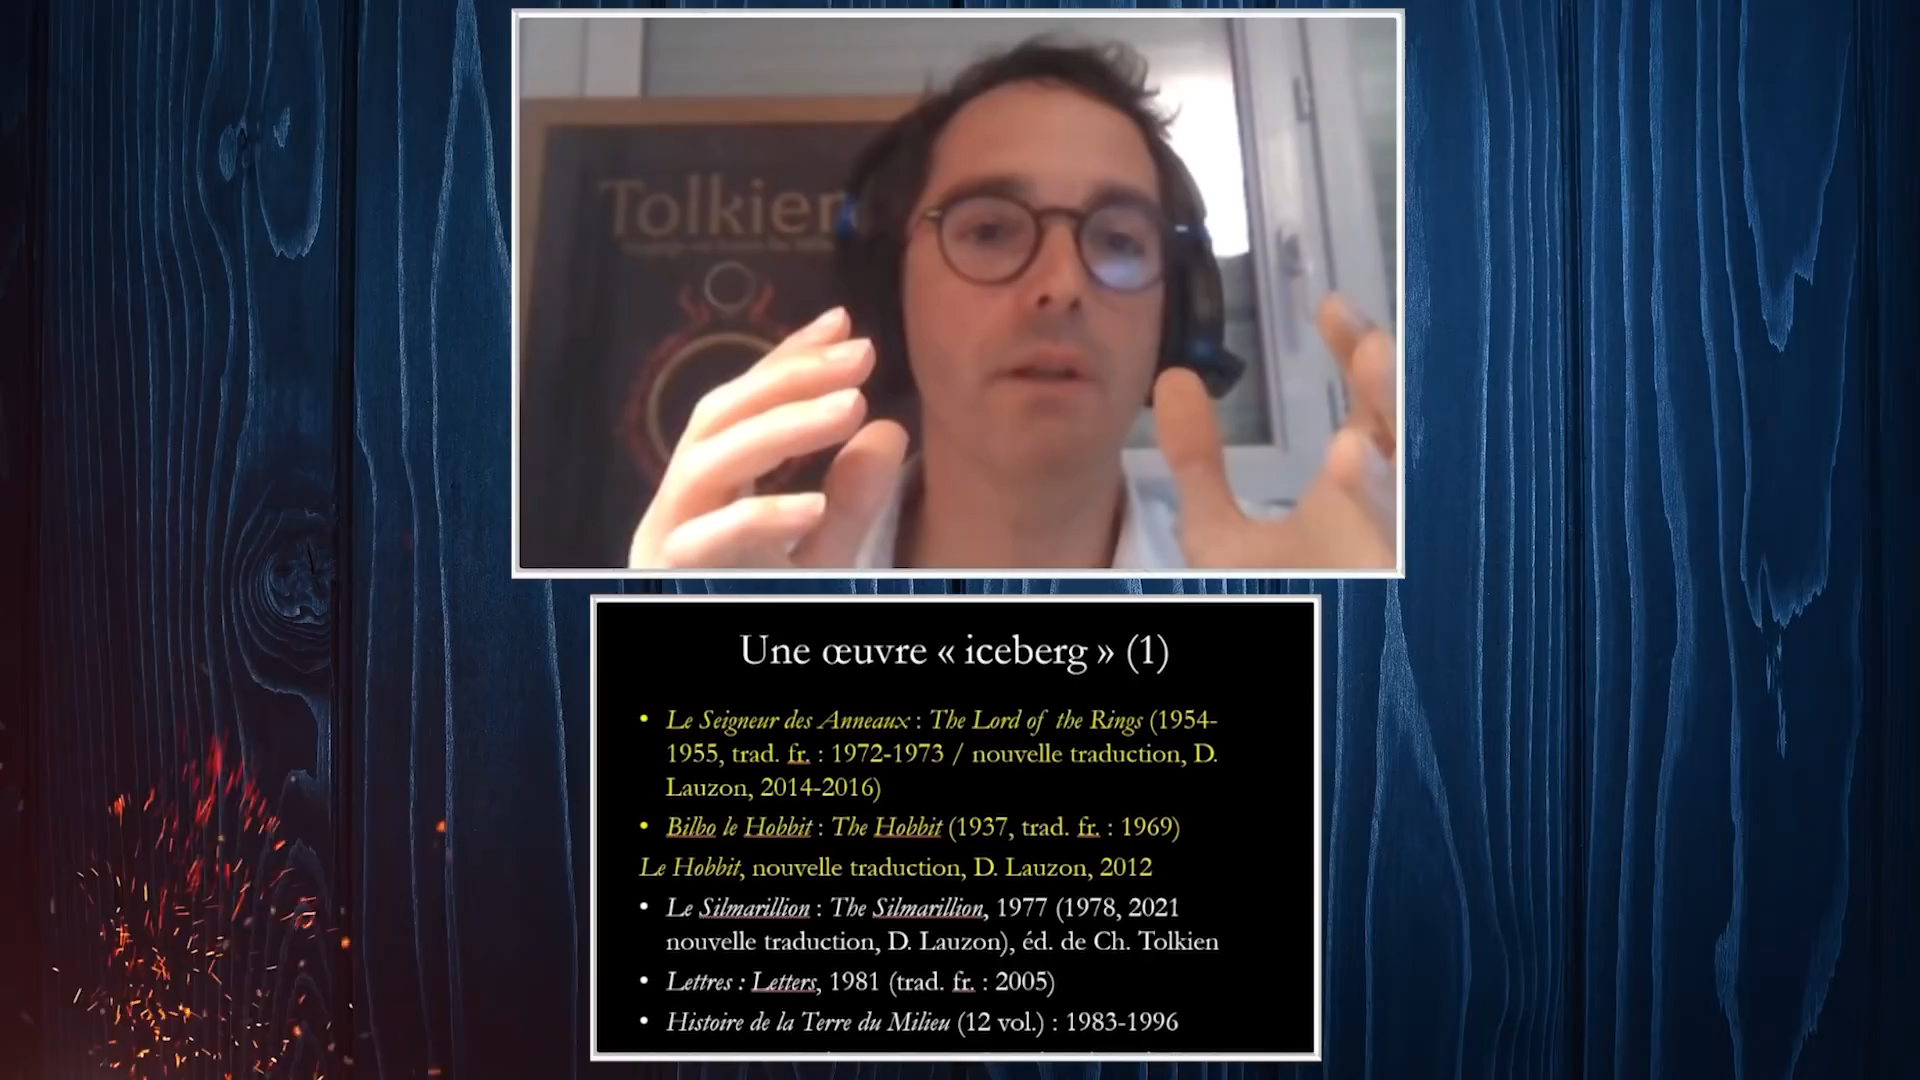 Tolkien
Une œuvre « iceberg » (1)
• Le Seigneur des Anneaux : The Lord of the Rings (1954-
1955, trad. fr. : 1972-1973 / nouvelle traduction, D.
Lauzon, 2014-2016)
• Bilbo le Hobbit : The Hobbit (1937, trad. fr. : 1969)
Le Hobbit, nouvelle traduction, D. Lauzon, 2012
• Le Silmarillion : The Silmarillion, 1977 (1978, 2021
nouvelle traduction, D. Lauzon), éd. de Ch. Tolkien
• Lettres : Letters, 1981 (trad. fr. : 2005)
• Histoire de la Terre du Milieu (12 vol.) : 1983-1996